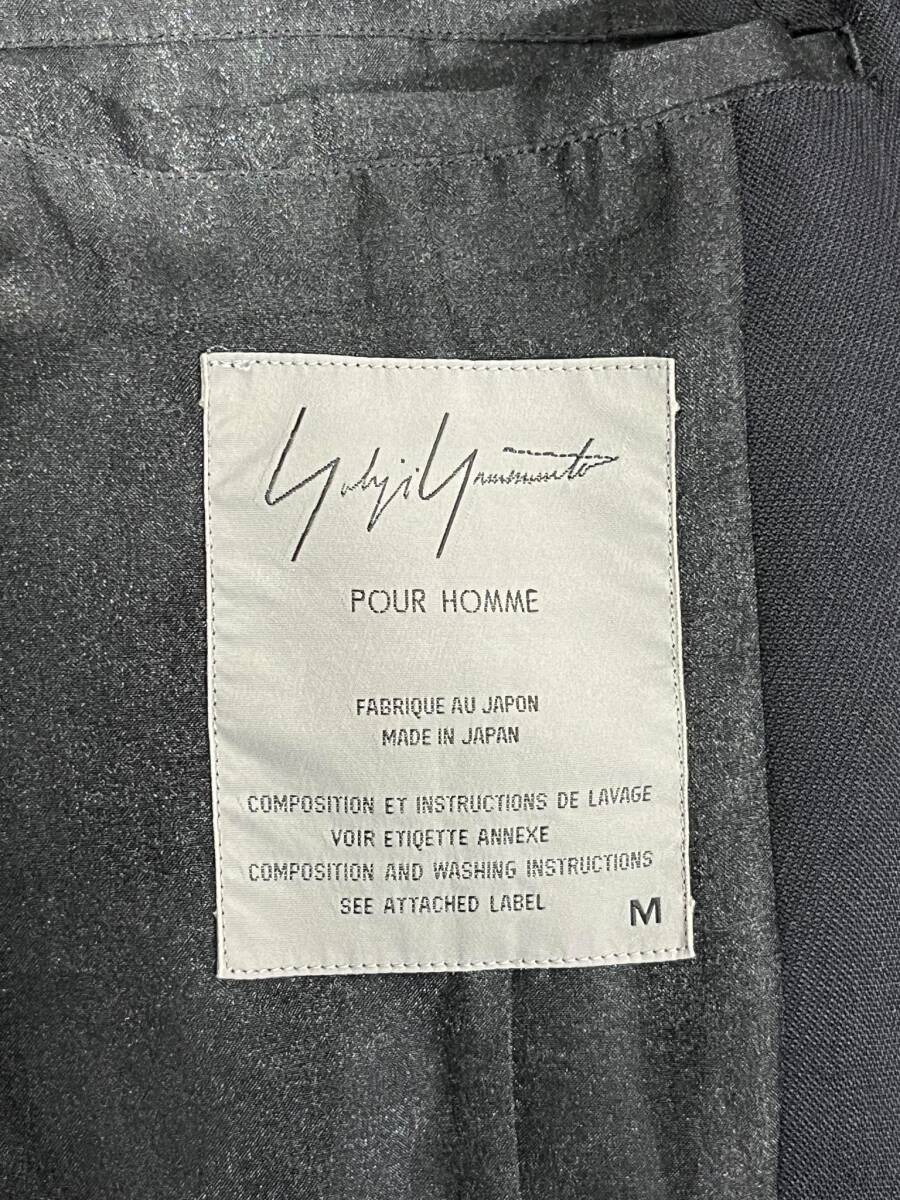 Yohji Yamamoto
POUR HOMME
FABRIQUE AU JAPON
MADE IN JAPAN
COMPOSITION ET INSTRUCTIONS DE LAVAGE
VOIR ETIQETTE ANNEXE
COMPOSITION AND WASHING INSTRUCTIONS
SEE ATTACHED LABEL M